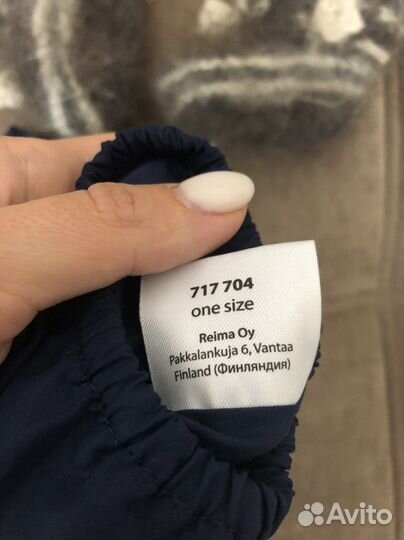 717 704
one size
Reima Oy
Pakkalankuja 6, Vantaa
Finland (Финляндия)
Avito